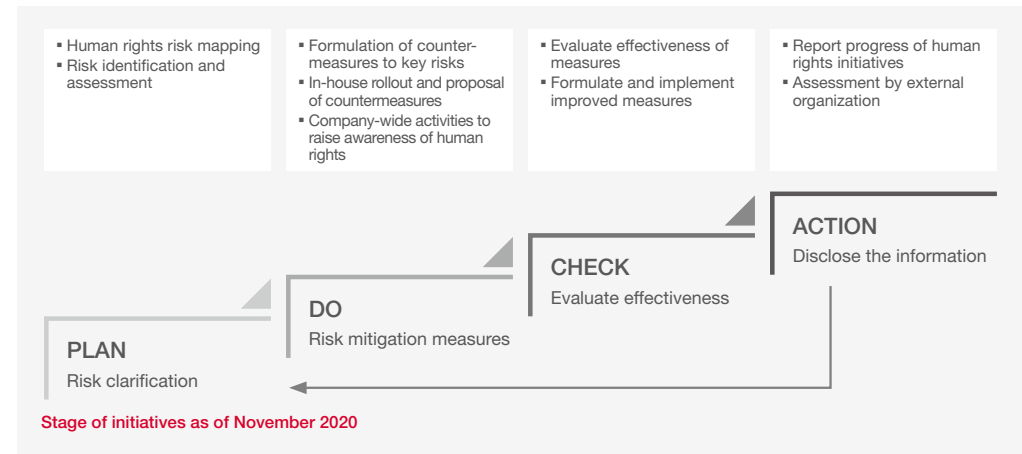 ▪ Human rights risk mapping
▪ Risk identification and
assessment
▪ Formulation of counter-
measures to key risks
▪ In-house rollout and proposal
of countermeasures
▪ Company-wide activities to
raise awareness of human
rights
▪ Evaluate effectiveness of
measures
▪ Formulate and implement
improved measures
▪ Report progress of human
rights initiatives
▪ Assessment by external
organization
PLAN
Risk clarification
DO
Risk mitigation measures
CHECK
Evaluate effectiveness
ACTION
Disclose the information
Stage of initiatives as of November 2020